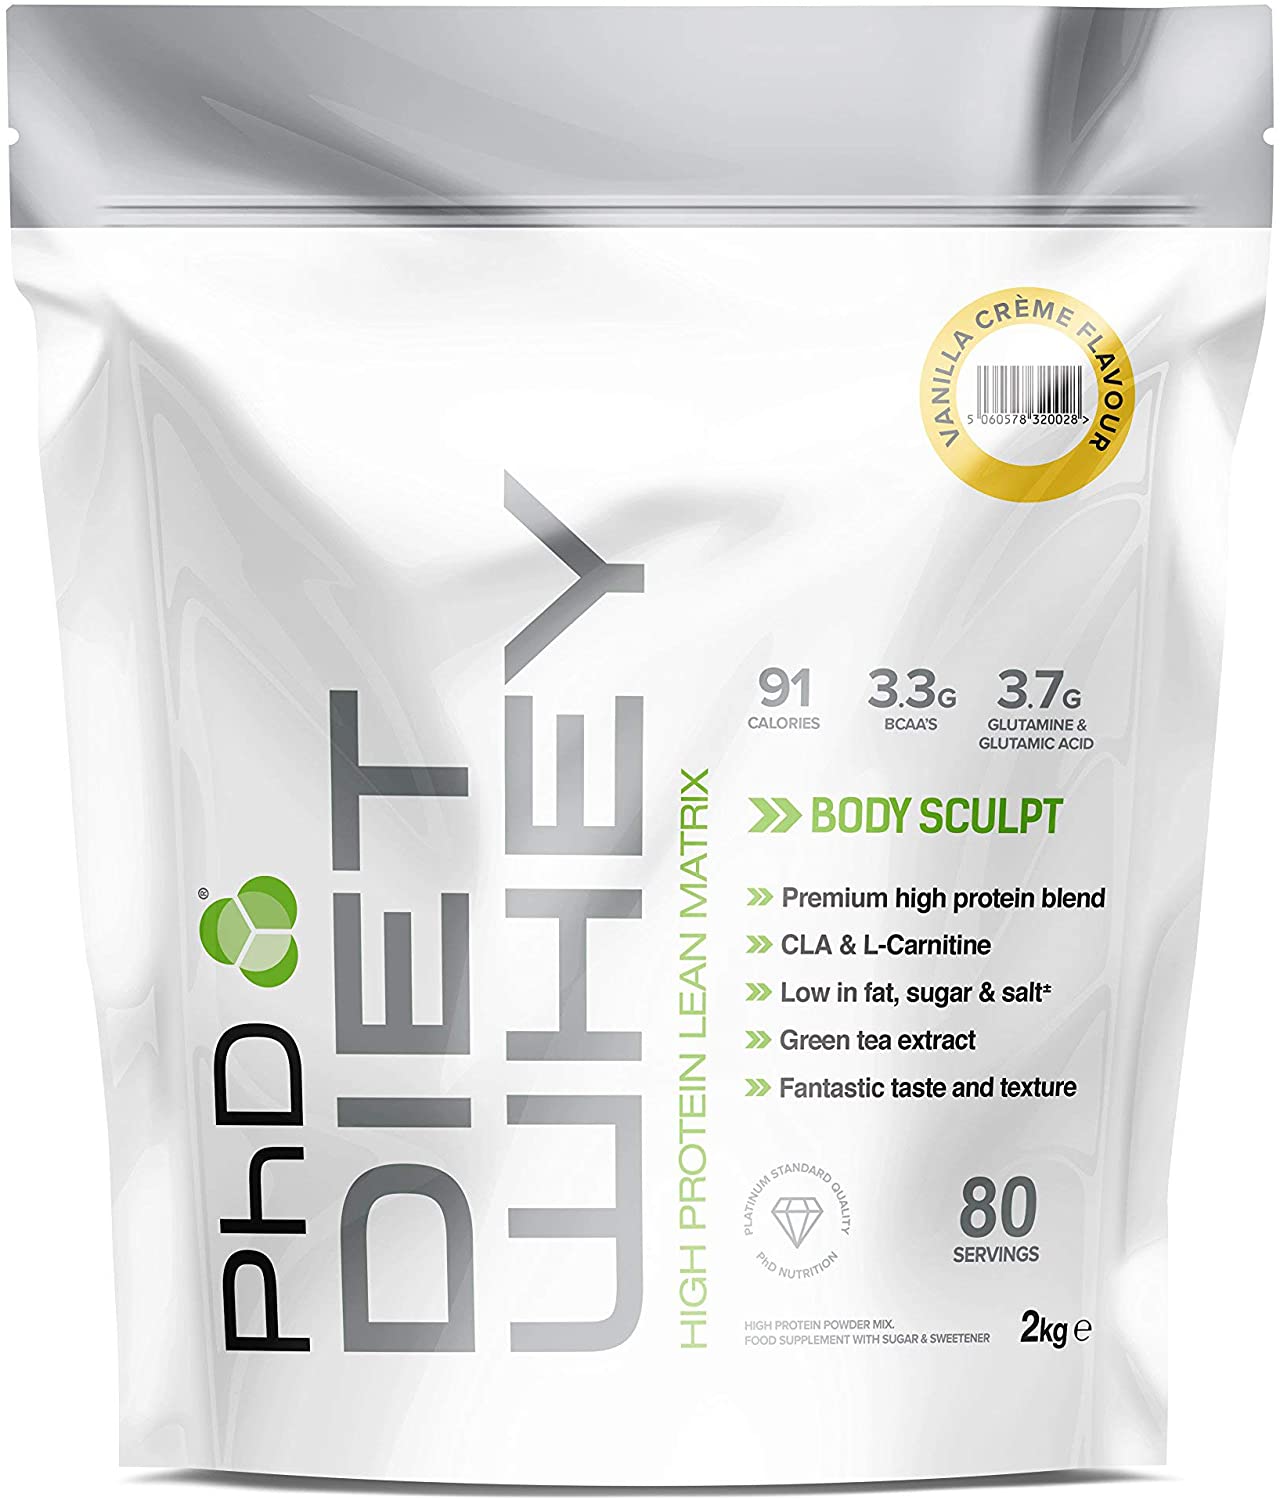 VANILLA CRÈME FLAVOUR
5 060578 320028 >
PhD ®
DIET
WHEY
HIGH PROTEIN LEAN MATRIX
91
CALORIES
3.3G
BCAA'S
3.7G
GLUTAMINE &
GLUTAMIC ACID
BODY SCULPT
Premium high protein blend
CLA & L-Carnitine
Low in fat, sugar & salt±
Green tea extract
Fantastic taste and texture
PLATINUM STANDARD QUALITY
PhD NUTRITION
80
SERVINGS
HIGH PROTEIN POWDER MIX.
FOOD SUPPLEMENT WITH SUGAR & SWEETENER
2kg ℮